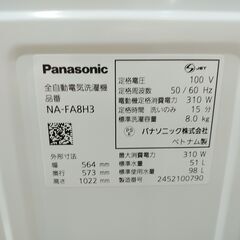 Panasonic
全自動電気洗濯機
品番
NA-FA8H3
外形寸法
幅 564 mm
奥行 573 mm
高さ 1022 mm
JET
定格電圧 100 V
定格周波数 50 / 60 Hz
電動機定格消費電力 310 W
定格時間 洗いのみ 15 分
標準洗濯容量 8.0 kg
パナソニック株式会社
ベトナム製
最大消費電力 310 W
標準水量 51 L
標準使用水量 98 L
製造番号 2452100790